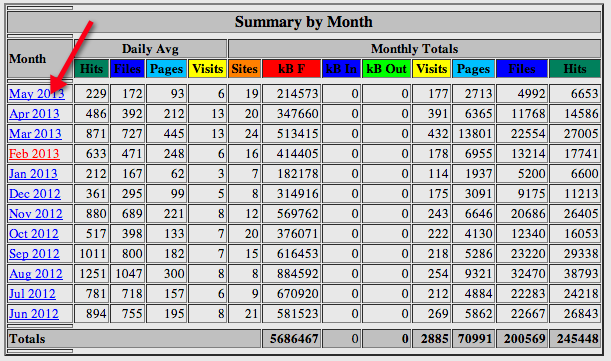 Summary by Month
Month Daily Avg Monthly Totals
Hits Files Pages Visits Sites kB F kB In kB Out Visits Pages Files Hits
May 2013 229 172 93 6 19 214573 0 0 177 2713 4992 6653
Apr 2013 486 392 212 13 20 347660 0 0 391 6365 11768 14586
Mar 2013 871 727 445 13 24 513415 0 0 432 13801 22554 27005
Feb 2013 633 471 248 6 16 414405 0 0 178 6955 13214 17741
Jan 2013 212 167 62 3 7 182178 0 0 114 1937 5200 6600
Dec 2012 361 295 99 5 8 314916 0 0 175 3091 9175 11213
Nov 2012 880 689 221 8 12 569762 0 0 243 6646 20686 26405
Oct 2012 517 398 133 7 20 376071 0 0 222 4130 12340 16053
Sep 2012 1011 800 182 7 15 616453 0 0 218 5286 23220 29338
Aug 2012 1251 1047 300 8 8 884592 0 0 254 9321 32470 38793
Jul 2012 781 718 157 6 9 670920 0 0 212 4884 22283 24218
Jun 2012 894 755 195 8 21 581523 0 0 269 5862 22667 26843
Totals 5686467 0 0 2885 70991 200569 245448